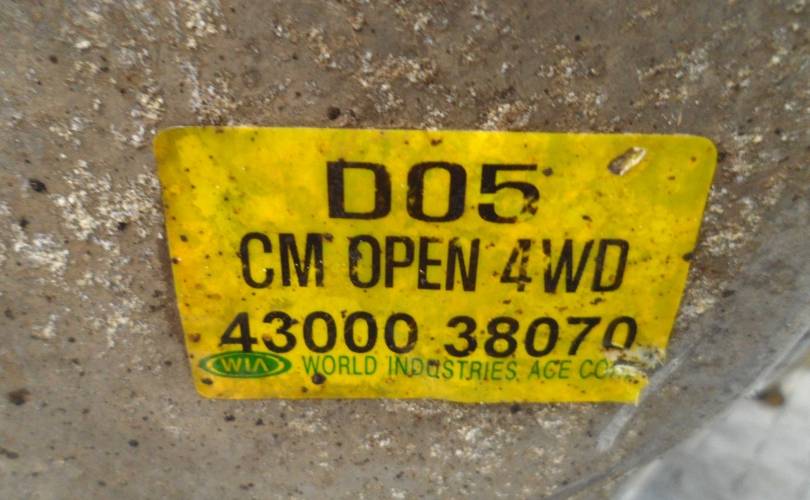 D05
CM OPEN 4WD
43000 38070
WIA WORLD INDUSTRIES ACE